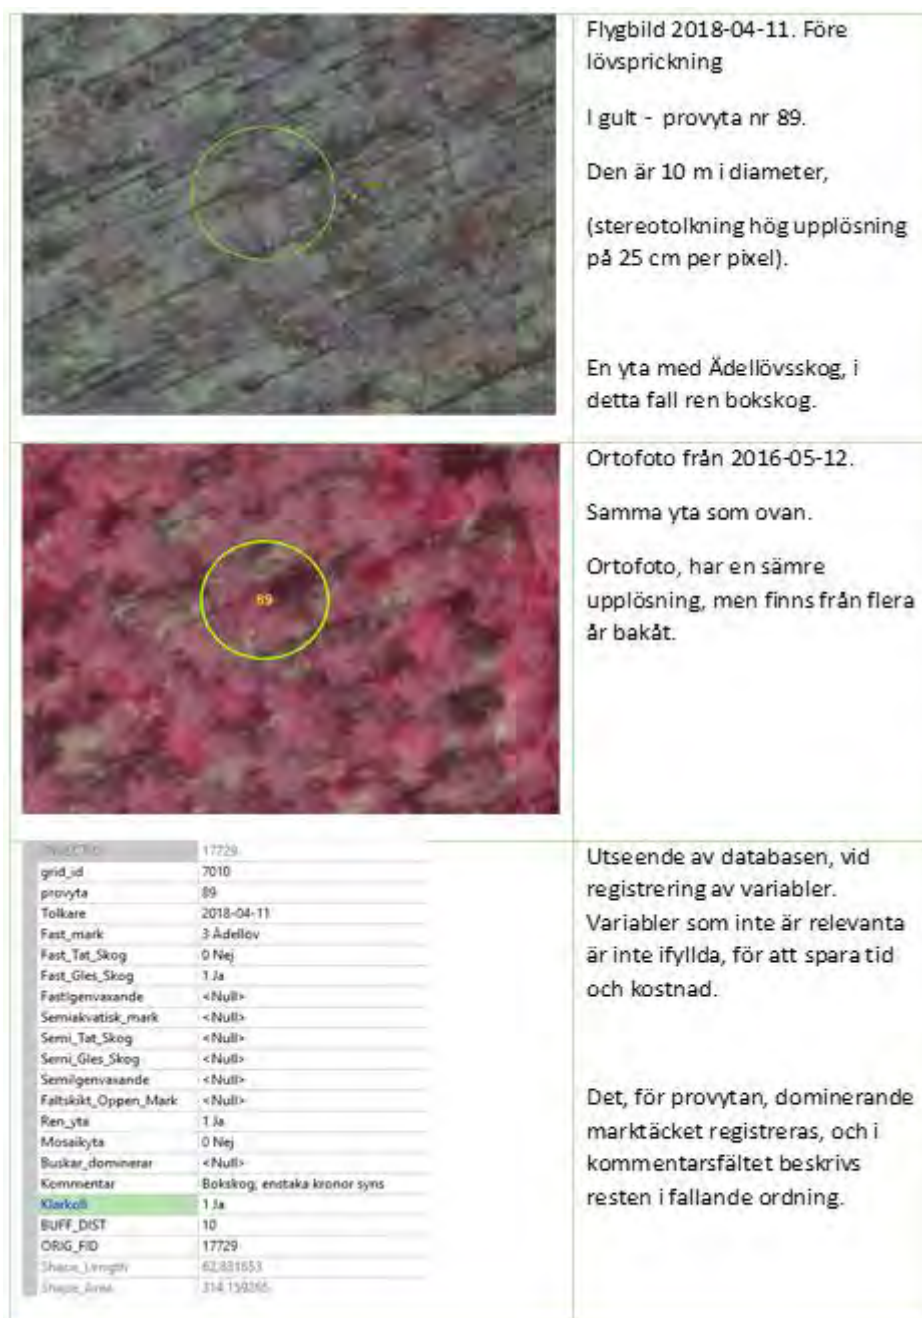 Flygbild 2018-04-11. Före
lövsprickning
I gult - provyta nr 89.
Den är 10 m i diameter,
(stereotolkning hög upplösning
på 25 cm per pixel).
En yta med Ädellövsskog, i
detta fall ren bokskog.
Ortofoto från 2016-05-12.
Samma yta som ovan.
Ortofoto, har en sämre
upplösning, men finns från flera
år bakåt.
89
17729
grid_id 7010
provyta 89
Tolkare 2018-04-11
Fast_mark 3 Ädellöv
Fast_Tat_Skog 0 Nej
Fast_Gles_Skog 1 Ja
Fastigenvaxande <Null>
Semiakvatisk_mark <Null>
Semi_Tat_Skog <Null>
Semi_Gles_Skog <Null>
Semiigenvaxande <Null>
Faltskikt_Oppen_Mark <Null>
Ren_yta 1 Ja
Mosaikyta 0 Nej
Buskar_dominerar <Null>
Kommentar Bokskog, enstaka kronor syns
Klarkoll 1 Ja
BUFF_DIST 10
ORIG_FID 17729
Shape_Length 62,831653
Shape_Area 314,159265
Utseende av databasen, vid
registrering av variabler.
Variabler som inte är relevanta
är inte ifyllda, för att spara tid
och kostnad.
Det, för provytan, dominerande
marktäcket registreras, och i
kommentarsfältet beskrivs
resten i fallande ordning.